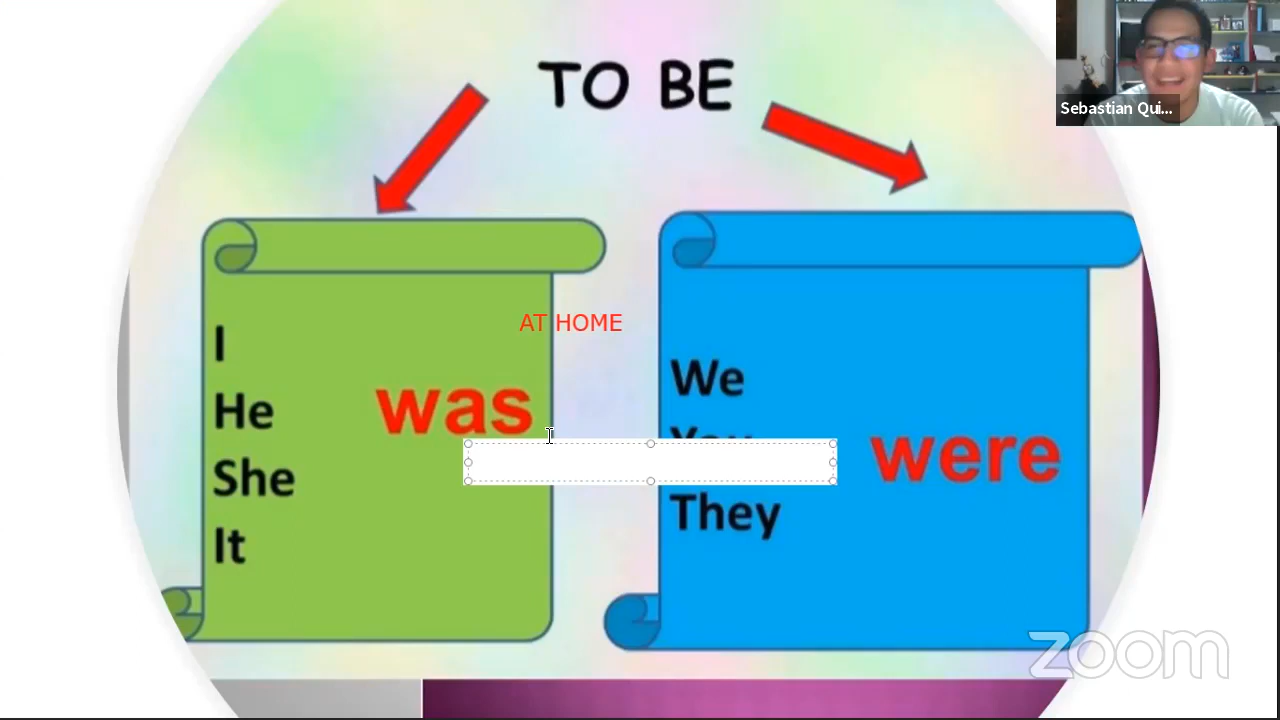 TO BE
Sebastian Qui...
AT HOME
I
He
She
It
was
We
They
were
zoom